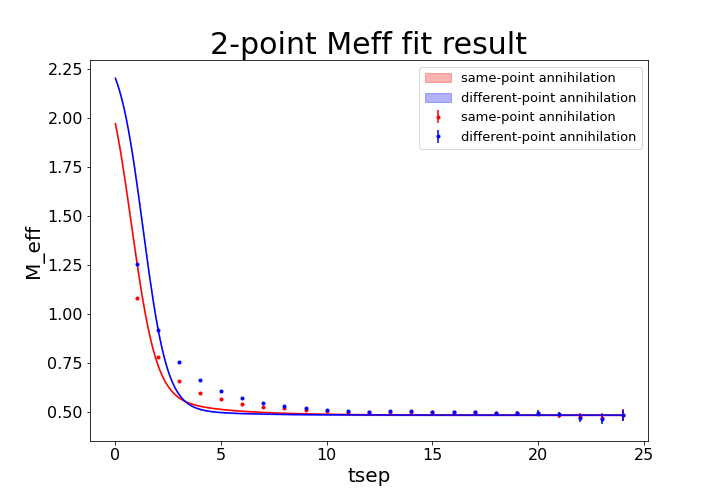 2-point Meff fit result
same-point annihilation
different-point annihilation
same-point annihilation
different-point annihilation
M_eff
2.25
2.00
1.75
1.50
1.25
1.00
0.75
0.50
0 5 10 15 20 25
tsep